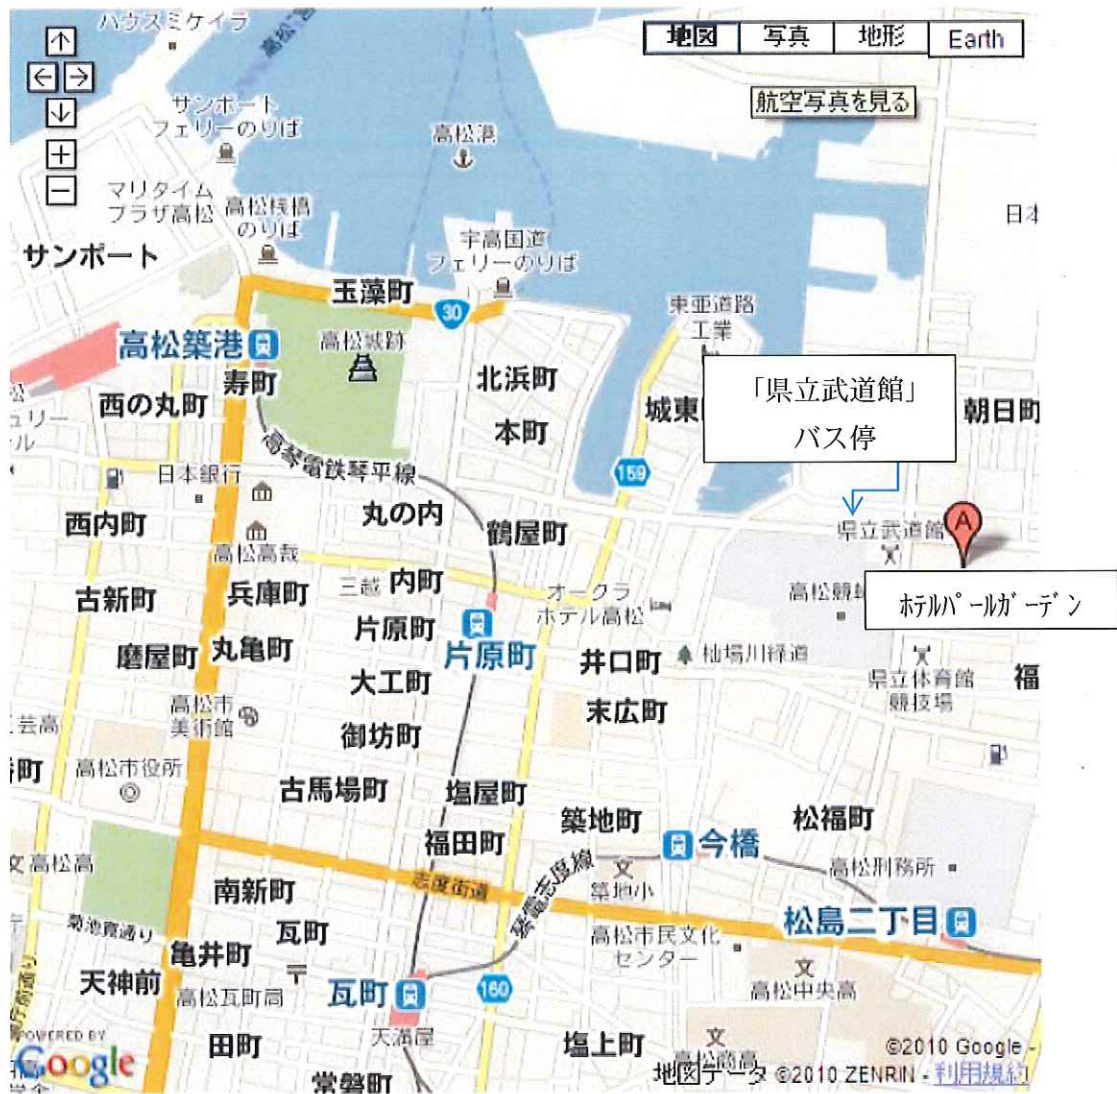 ハウスミケイラ
地図
写真
地形
Earth
航空写真を見る
サンポート
フェリーのりば
高松港
マリタイム
プラザ高松
高松桟橋
のりば
日本
サンポート
宇高国道
フェリーのりば
玉藻町
30
東亜道路
工業
高松築港
高松城跡
寿町
西の丸町
北浜町
本町
城東
「県立武道館」
バス停
朝日町
高琴電鉄琴平線
159
日本銀行
西内町
丸の内
鶴屋町
県立武道館
A
高松高裁
三越
内町
オークラ
ホテル高松
高松競
ホテルパールガーデン
古新町
兵庫町
片原町
片原町
井口町
杣場川緑道
磨屋町
丸亀町
大工町
県立体育館
競技場
福
高松市
美術館
御坊町
末広町
工芸高
高松市役所
古馬場町
塩屋町
築地町
松福町
福田町
今橋
高松高
南新町
志度街道
琴電志度線
築地小
高松刑務所
菊池寛通り
瓦町
松島二丁目
亀井町
高松市民文化
センター
天神前
高松瓦町局
瓦町
160
高松中央高
天満屋
田町
塩上町
高松商高
常磐町
POWERED BY
Google
©2010 Google -
地図データ ©2010 ZENRIN - 利用規約